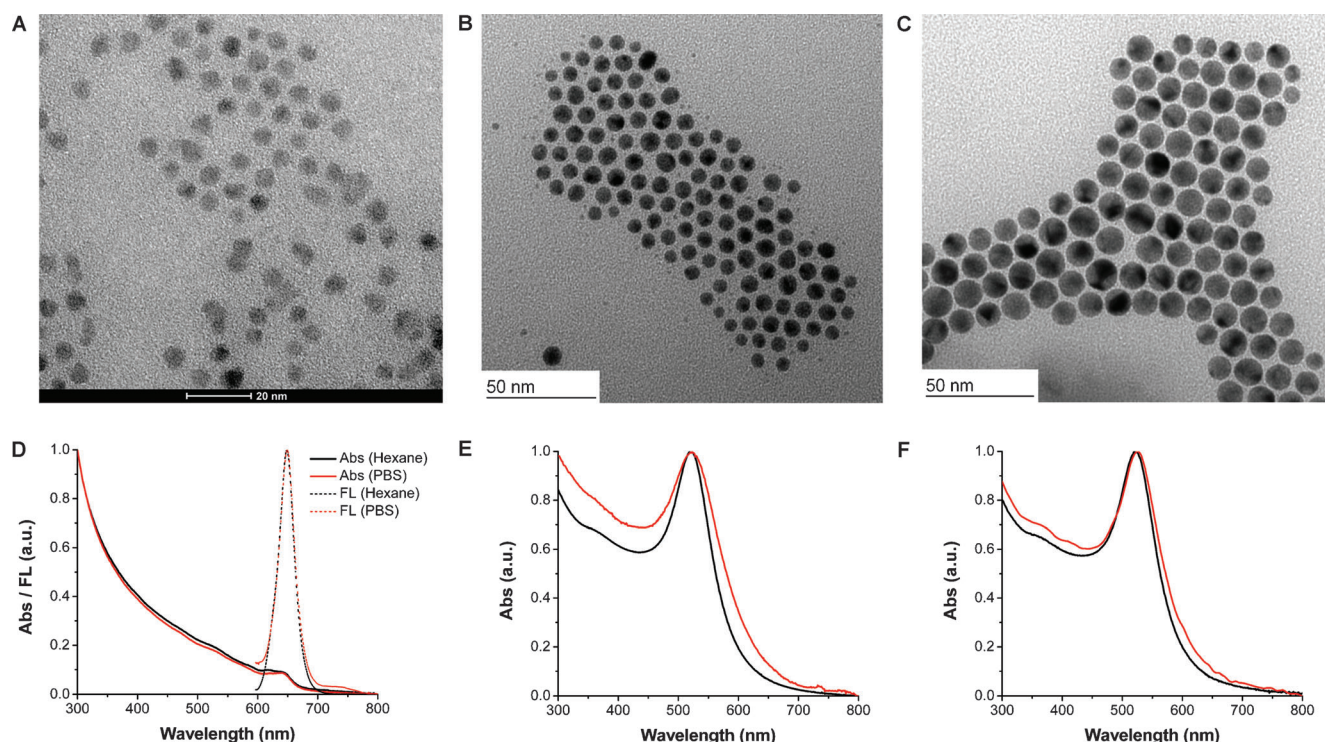 A
B
C
20 nm
50 nm
50 nm
D
Abs / FL (a.u.)
1.0
0.8
0.6
0.4
0.2
0.0
Abs (Hexane)
Abs (PBS)
FL (Hexane)
FL (PBS)
300 400 500 600 700 800
Wavelength (nm)
E
Abs (a.u.)
1.0
0.8
0.6
0.4
0.2
0.0
300 400 500 600 700 800
Wavelength (nm)
F
Abs (a.u.)
1.0
0.8
0.6
0.4
0.2
0.0
300 400 500 600 700 800
Wavelength (nm)